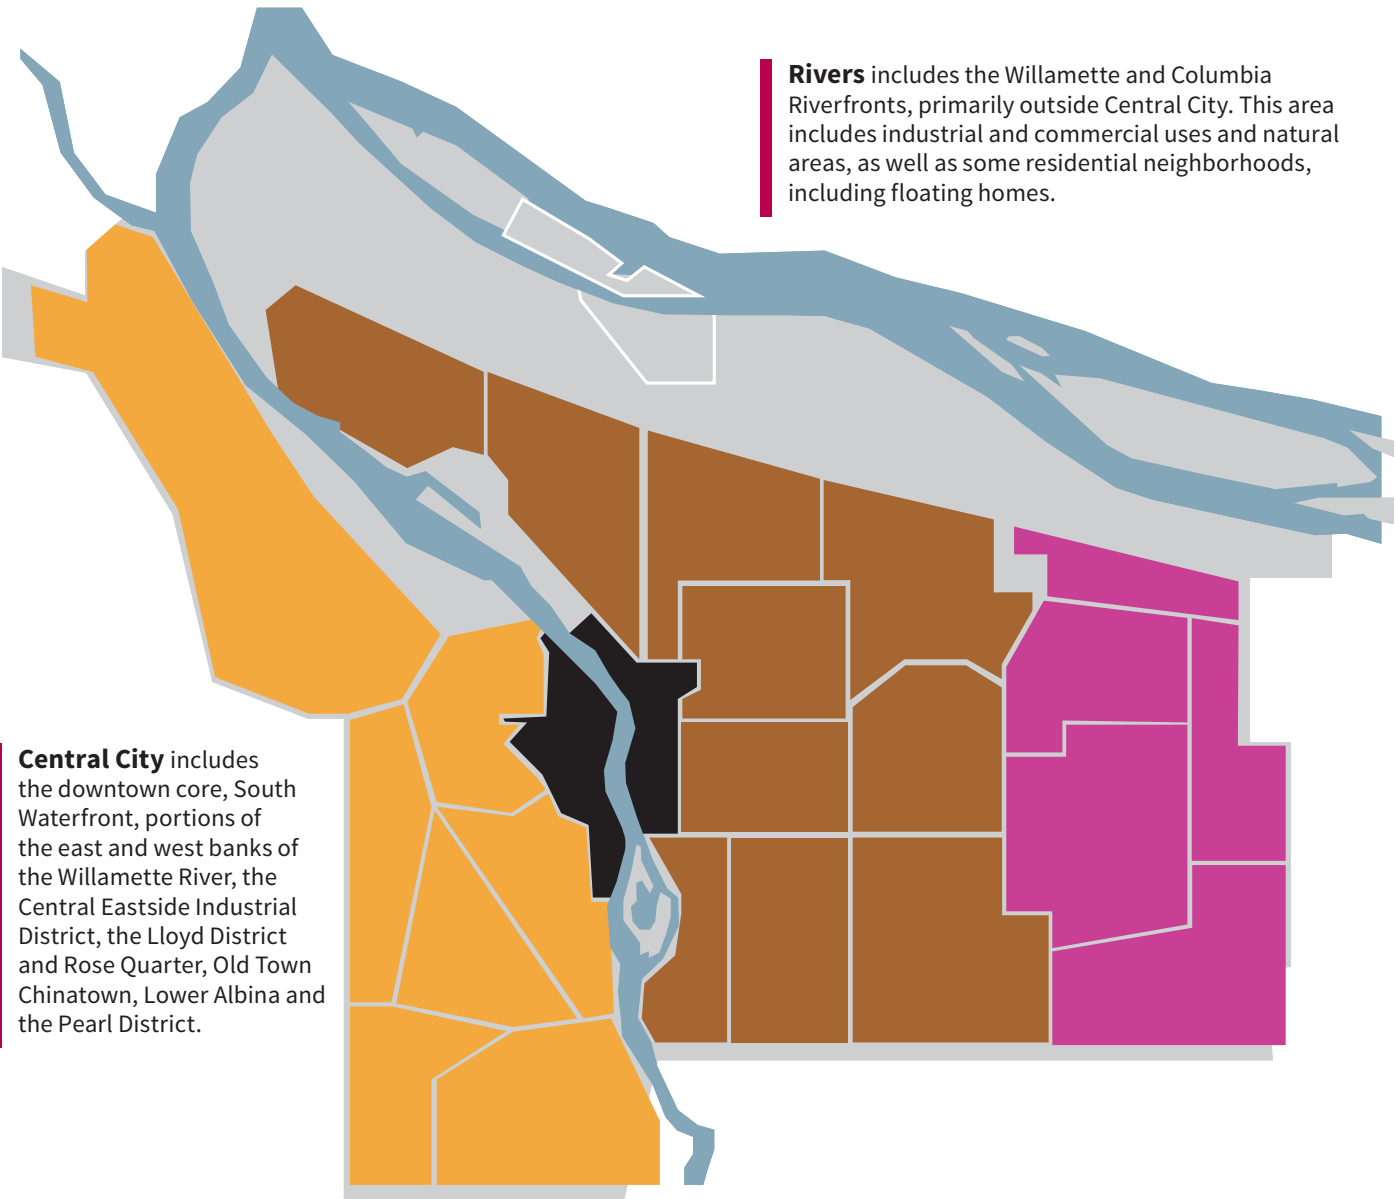 Rivers includes the Willamette and Columbia
Riverfronts, primarily outside Central City. This area
includes industrial and commercial uses and natural
areas, as well as some residential neighborhoods,
including floating homes.
Central City includes
the downtown core, South
Waterfront, portions of
the east and west banks of
the Willamette River, the
Central Eastside Industrial
District, the Lloyd District
and Rose Quarter, Old Town
Chinatown, Lower Albina and
the Pearl District.